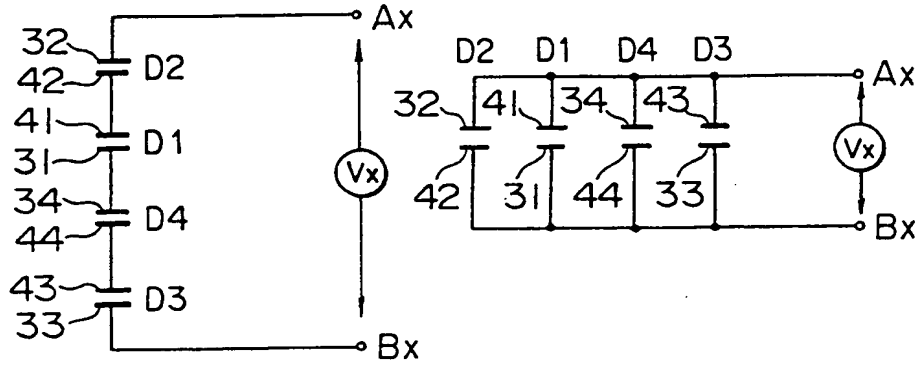 Ax
32
D2
42
41
D1
31
Vx
34
D4
44
43
D3
33
Bx
D2 D1 D4 D3
Ax
32 41 34 43
Vx
42 31 44 33
Bx